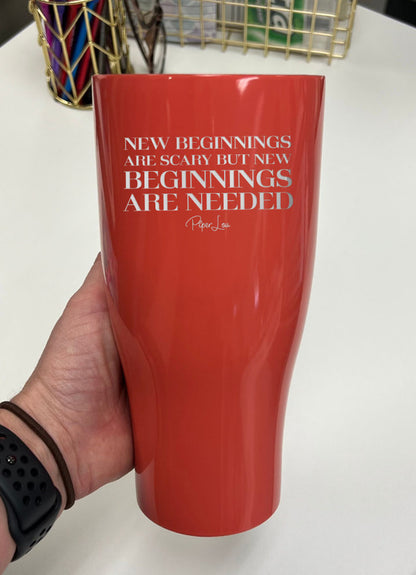 NEW BEGINNINGS
ARE SCARY BUT NEW
BEGINNINGS
ARE NEEDED
Piper Lou